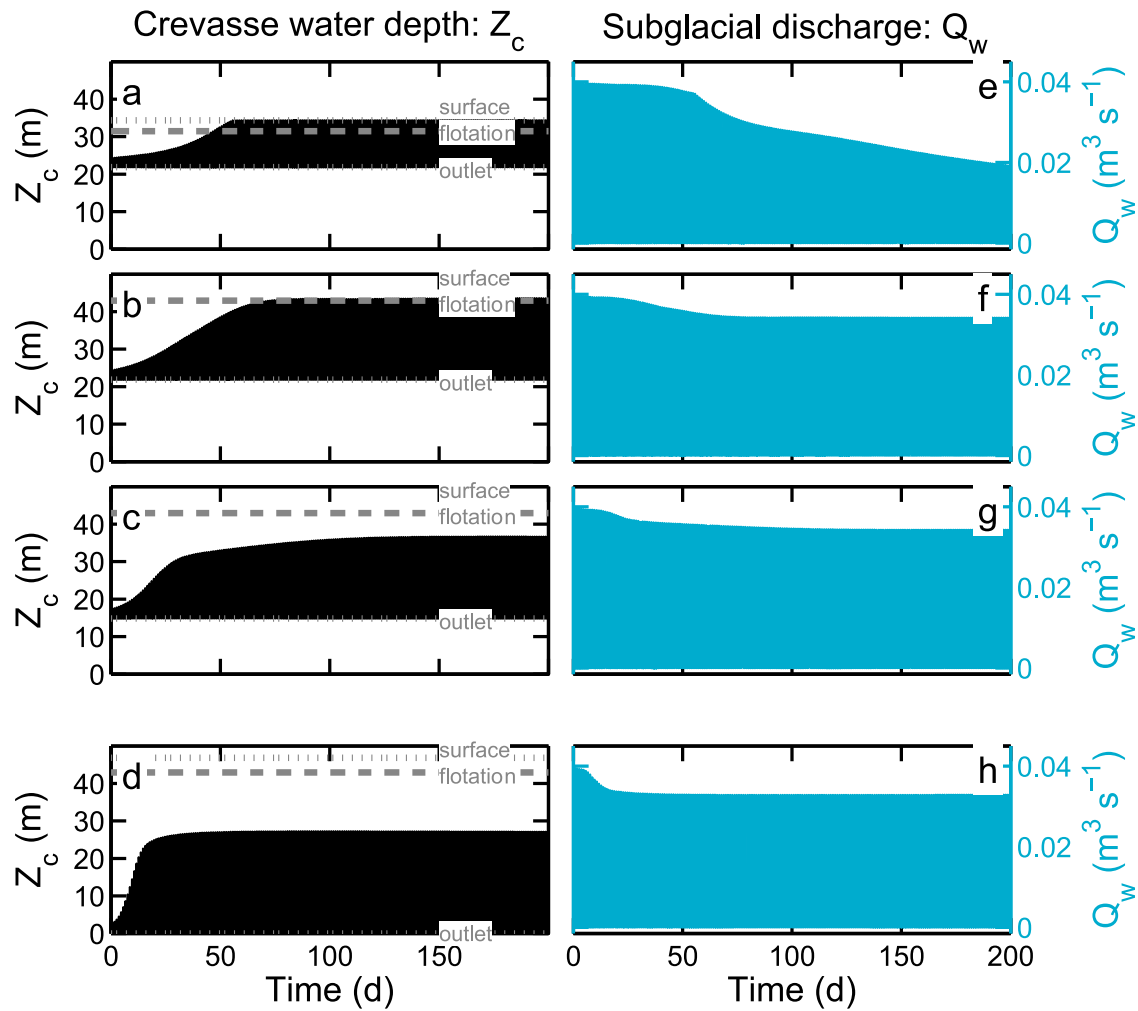 Crevasse water depth: Z_c
Subglacial discharge: Q_w
a
surface
flotation
outlet
40
30
20
10
0
Z_c (m)
e
0.04
0.02
0
Q_w (m³ s⁻¹)
b
surface
flotation
outlet
40
30
20
10
0
Z_c (m)
f
0.04
0.02
0
Q_w (m³ s⁻¹)
c
surface
flotation
outlet
40
30
20
10
0
Z_c (m)
g
0.04
0.02
0
Q_w (m³ s⁻¹)
d
surface
flotation
outlet
40
30
20
10
0
Z_c (m)
0 50 100 150
Time (d)
h
0.04
0.02
0
Q_w (m³ s⁻¹)
0 50 100 150 200
Time (d)